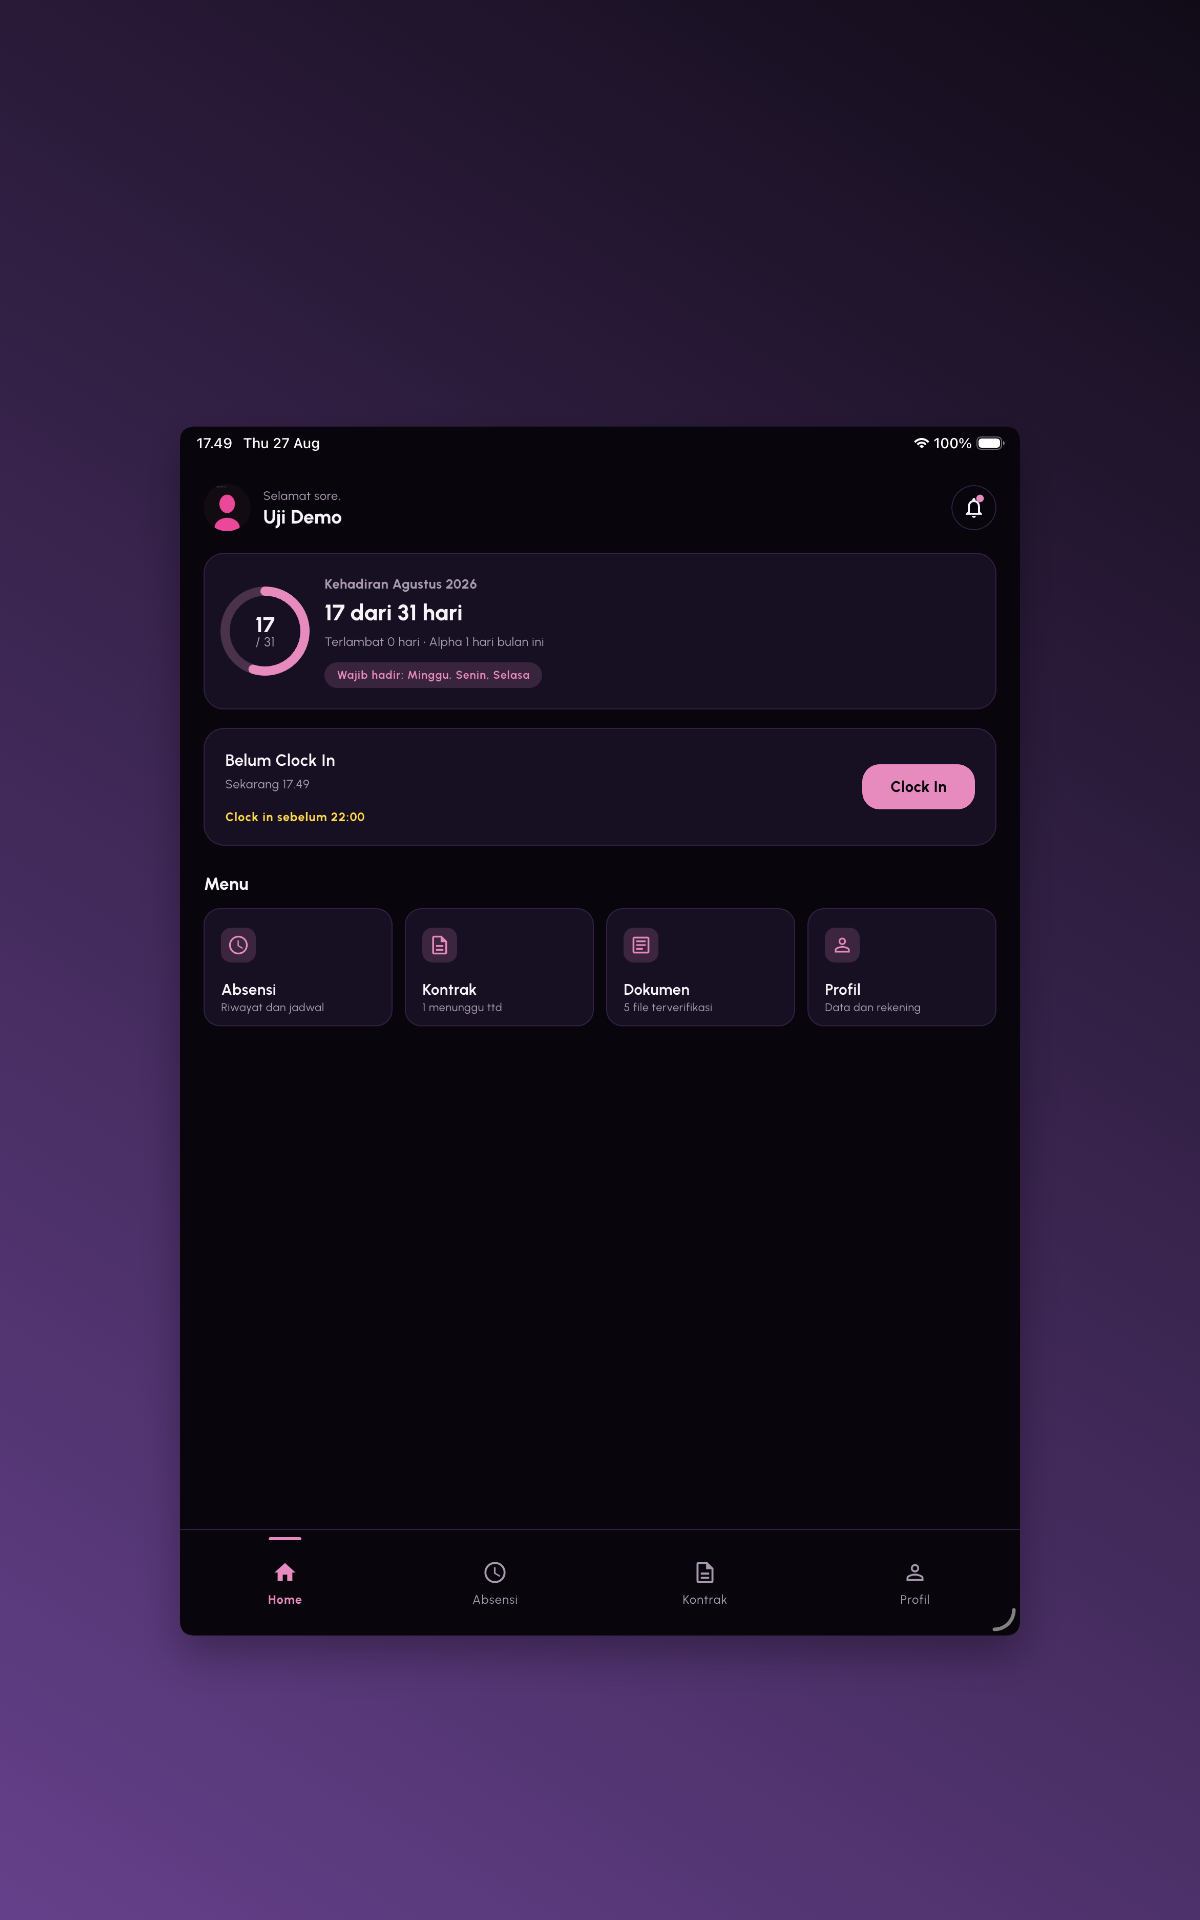 17.49 Thu 27 Aug
100%
Selamat sore,
Uji Demo
17
/ 31
Kehadiran Agustus 2026
17 dari 31 hari
Terlambat 0 hari · Alpha 1 hari bulan ini
Wajib hadir: Minggu, Senin, Selasa
Belum Clock In
Sekarang 17.49
Clock in sebelum 22:00
Clock In
Menu
Absensi
Riwayat dan jadwal
Kontrak
1 menunggu ttd
Dokumen
5 file terverifikasi
Profil
Data dan rekening
Home
Absensi
Kontrak
Profil